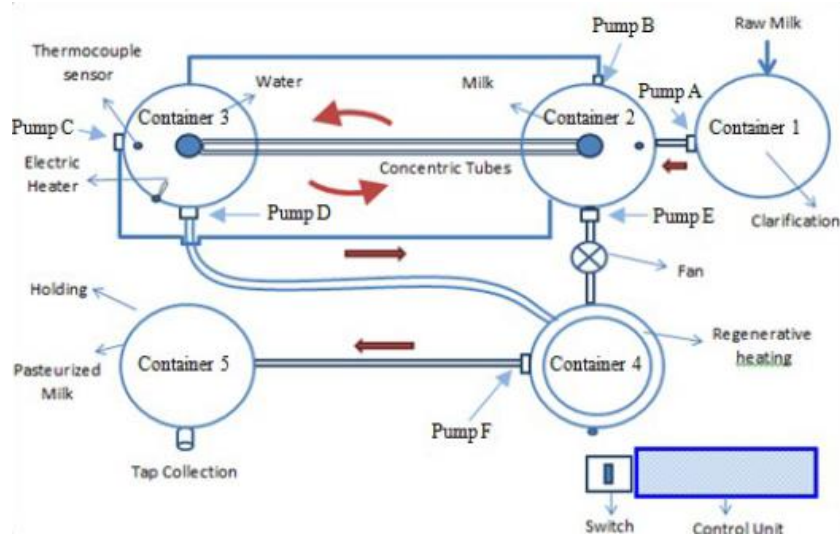 Pump B
Raw Milk
Thermocouple
sensor
Water
Milk
Pump A
Container 3
Container 2
Container 1
Pump C
Electric
Heater
Concentric Tubes
Pump D
Pump E
Clarification
Fan
Holding
Regenerative
heating
Pasteurized
Milk
Container 5
Container 4
Pump F
Tap Collection
Switch
Control Unit